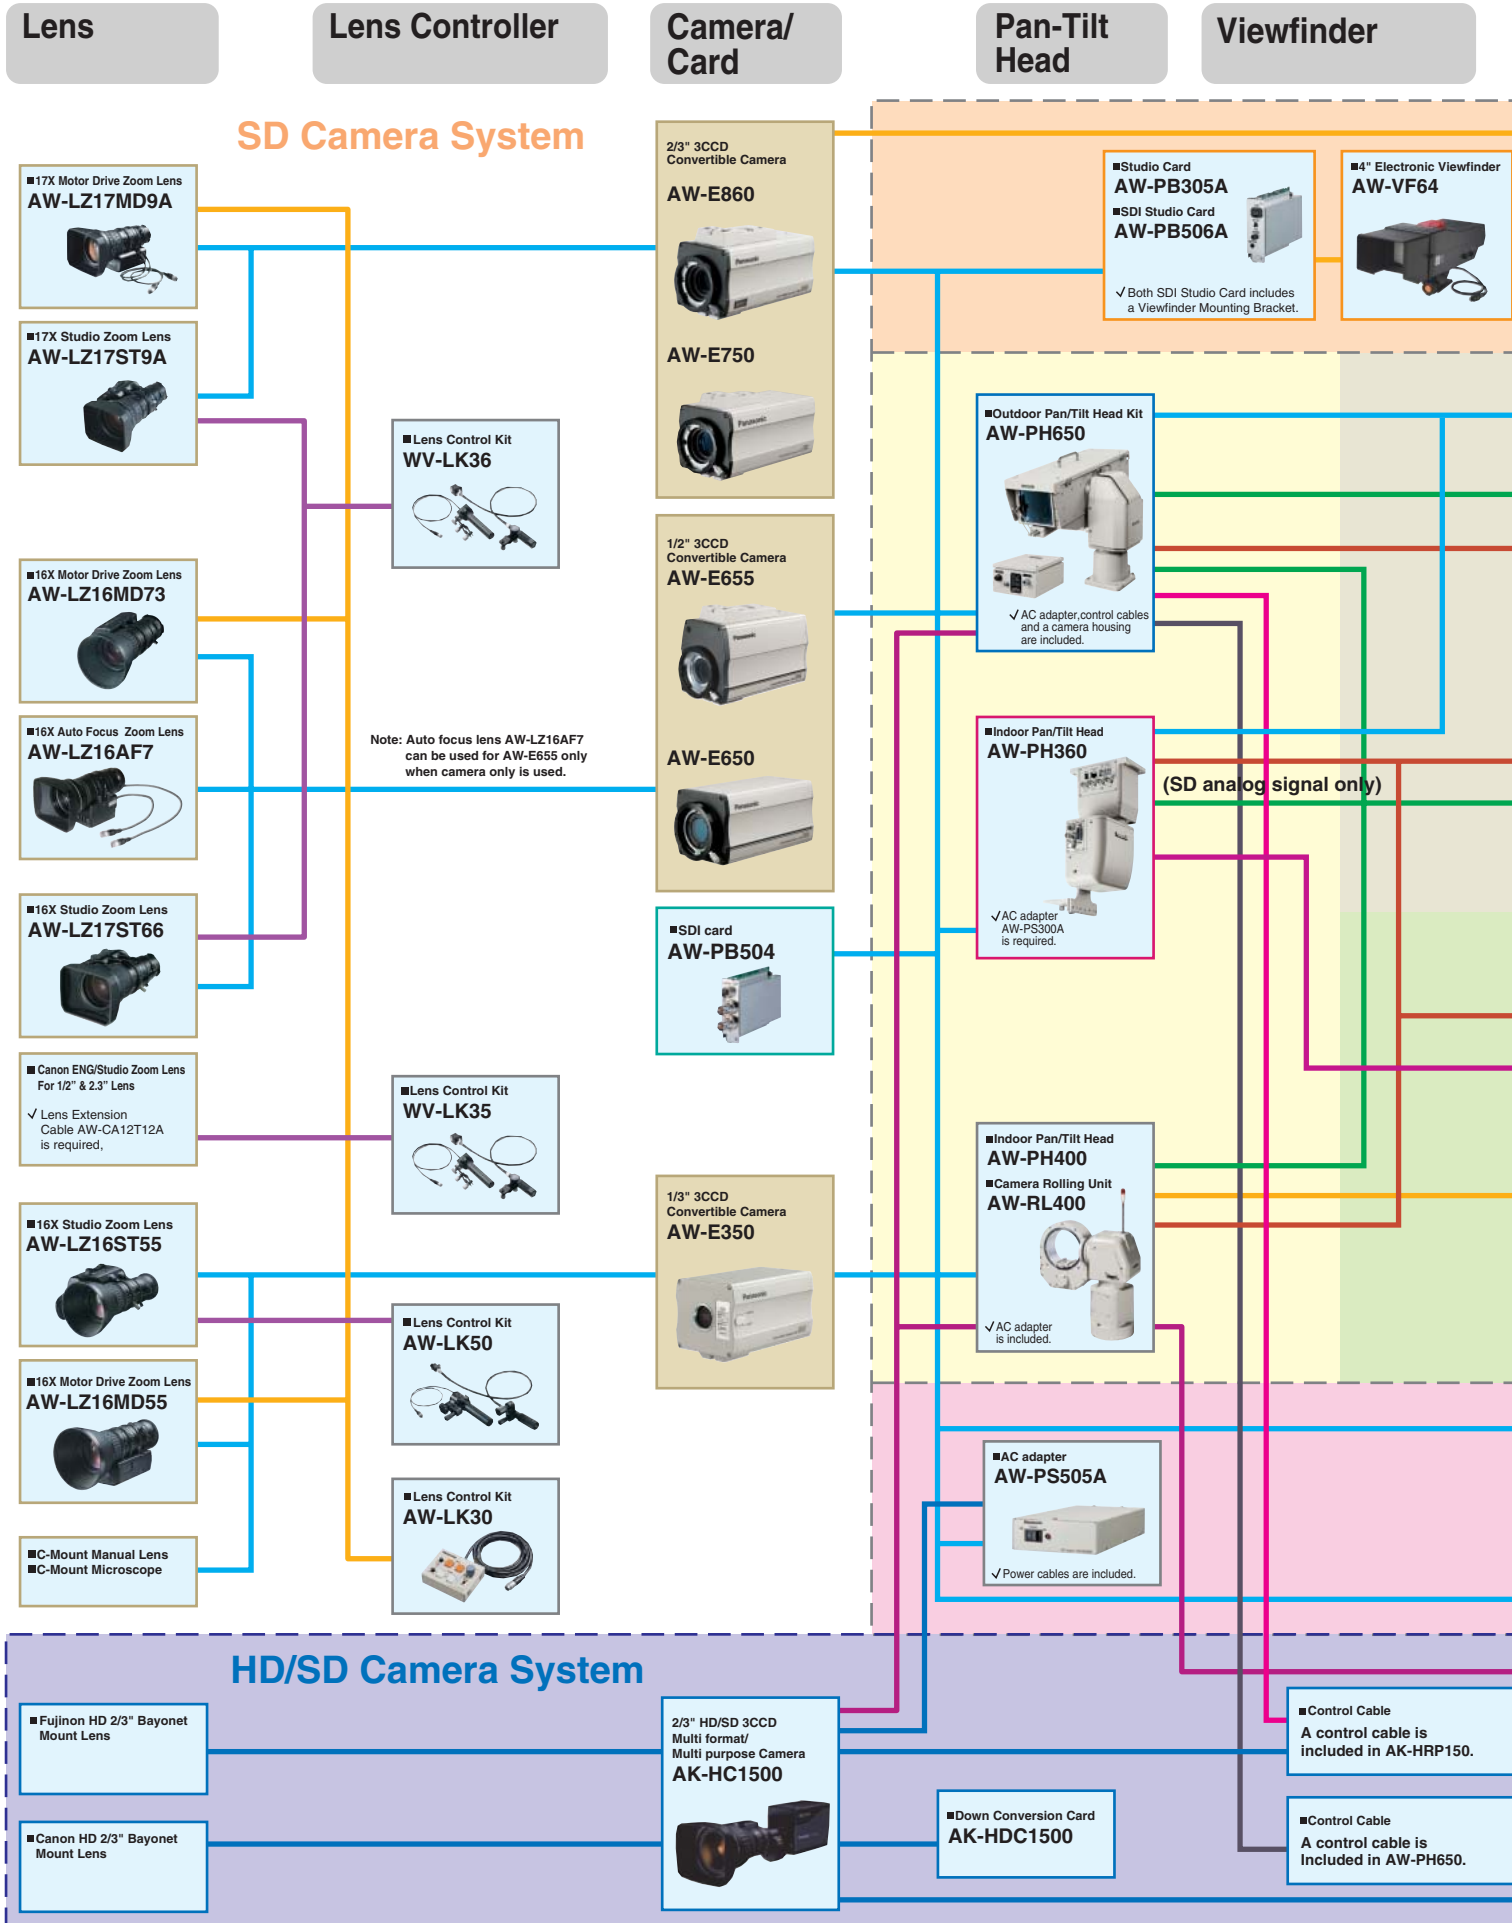 Lens
Lens Controller
Camera/
Card
Pan-Tilt
Head
Viewfinder
SD Camera System
■17X Motor Drive Zoom Lens
AW-LZ17MD9A
■17X Studio Zoom Lens
AW-LZ17ST9A
■16X Motor Drive Zoom Lens
AW-LZ16MD73
■16X Auto Focus Zoom Lens
AW-LZ16AF7
■16X Studio Zoom Lens
AW-LZ17ST66
■Canon ENG/Studio Zoom Lens
For 1/2" & 2.3" Lens
✓ Lens Extension
Cable AW-CA12T12A
is required,
■16X Studio Zoom Lens
AW-LZ16ST55
■16X Motor Drive Zoom Lens
AW-LZ16MD55
■C-Mount Manual Lens
■C-Mount Microscope
■Lens Control Kit
WV-LK36
Note: Auto focus lens AW-LZ16AF7
can be used for AW-E655 only
when camera only is used.
■Lens Control Kit
WV-LK35
■Lens Control Kit
AW-LK50
■Lens Control Kit
AW-LK30
2/3" 3CCD
Convertible Camera
AW-E860
Panasonic
AW-E750
Panasonic
1/2" 3CCD
Convertible Camera
AW-E655
Panasonic
AW-E650
Panasonic
■SDI card
AW-PB504
1/3" 3CCD
Convertible Camera
AW-E350
Panasonic
■Studio Card
AW-PB305A
■SDI Studio Card
AW-PB506A
✓ Both SDI Studio Card includes
a Viewfinder Mounting Bracket.
■4" Electronic Viewfinder
AW-VF64
■Outdoor Pan/Tilt Head Kit
AW-PH650
✓ AC adapter,control cables
and a camera housing
are included.
■Indoor Pan/Tilt Head
AW-PH360
(SD analog signal only)
✓ AC adapter
AW-PS300A
is required.
■Indoor Pan/Tilt Head
AW-PH400
■Camera Rolling Unit
AW-RL400
✓ AC adapter
is included.
■AC adapter
AW-PS505A
✓ Power cables are included.
HD/SD Camera System
■Fujinon HD 2/3" Bayonet
Mount Lens
■Canon HD 2/3" Bayonet
Mount Lens
2/3" HD/SD 3CCD
Multi format/
Multi purpose Camera
AK-HC1500
■Down Conversion Card
AK-HDC1500
■Control Cable
A control cable is
included in AK-HRP150.
■Control Cable
A control cable is
Included in AW-PH650.